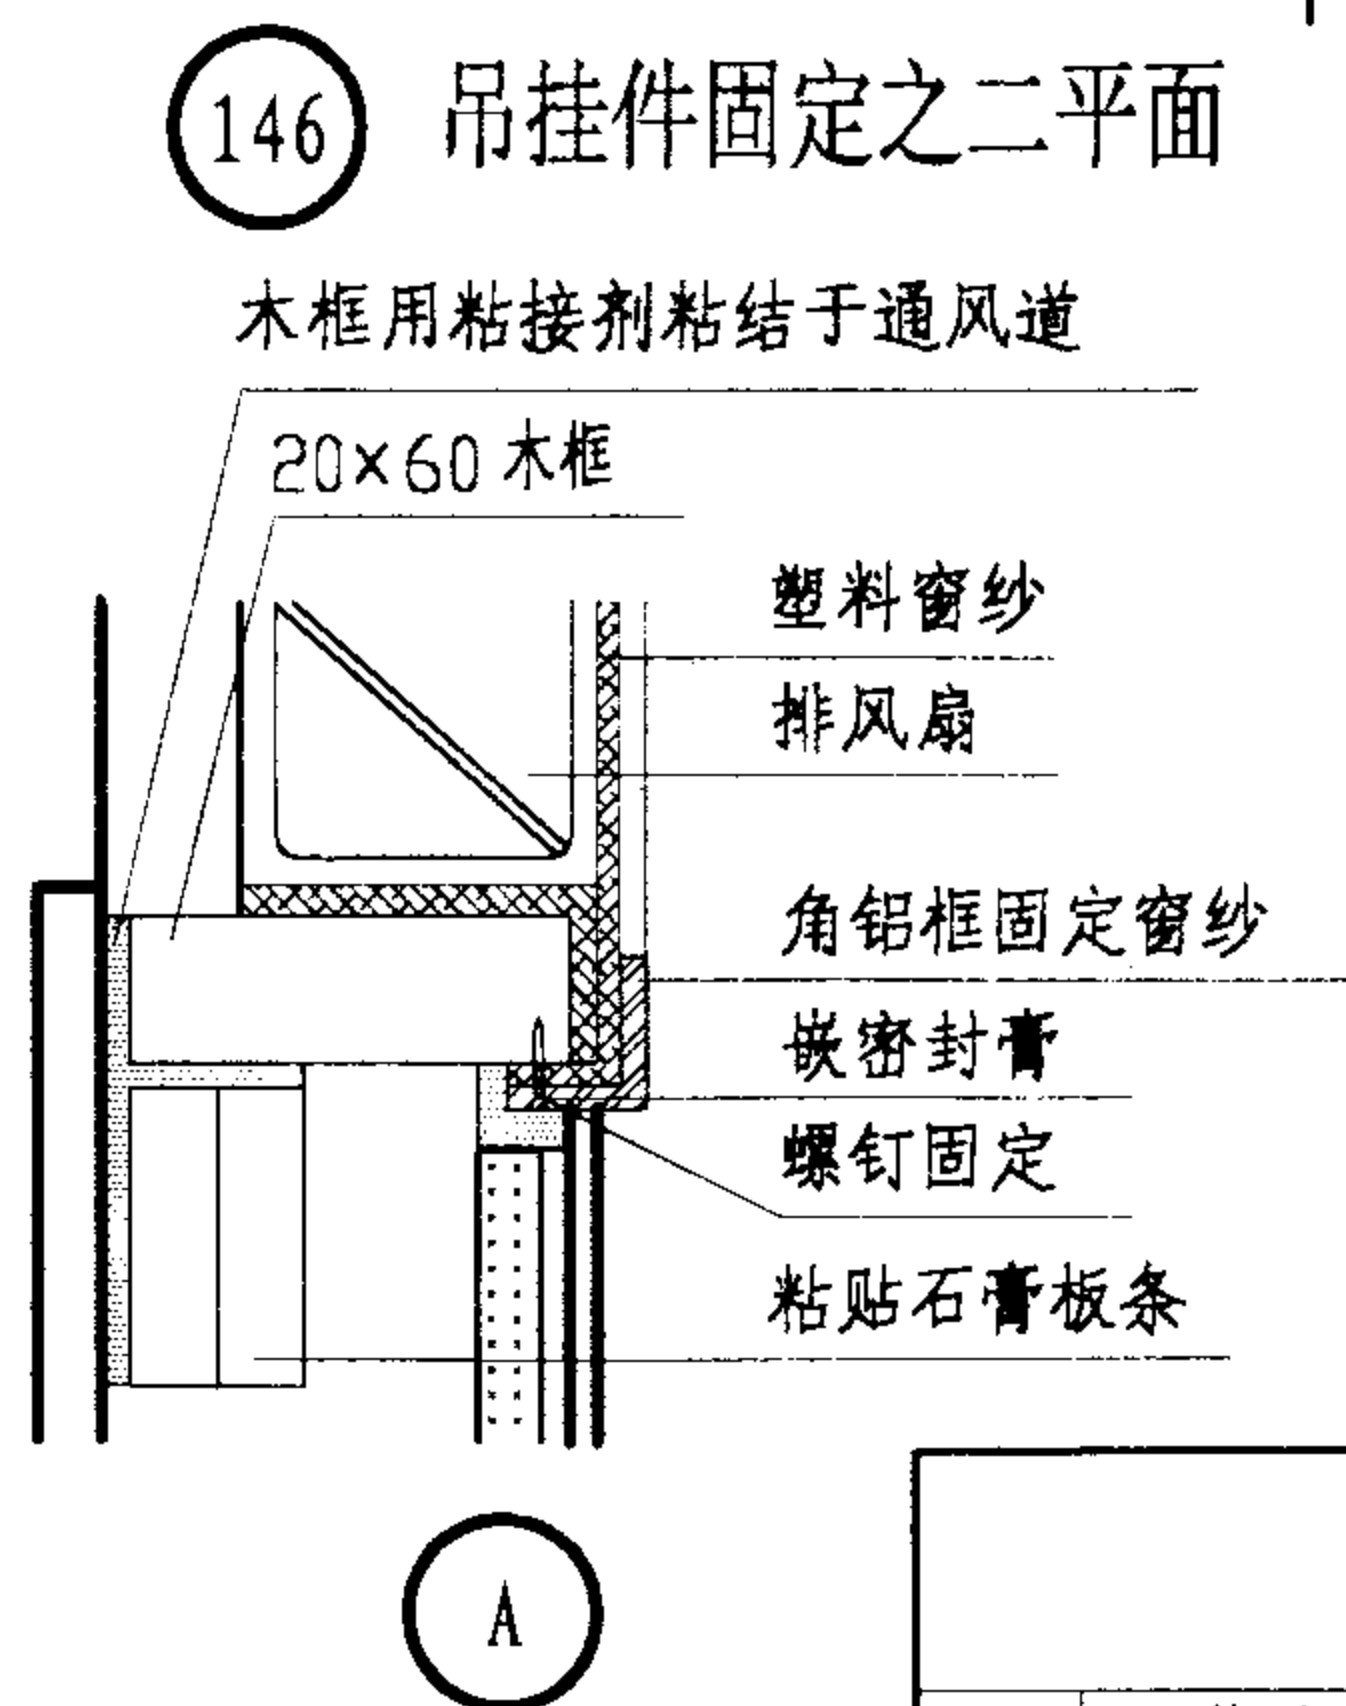 146 吊挂件固定之二平面
木框用粘接剂粘结于通风道
20×60 木框
塑料窗纱
排风扇
角铝框固定窗纱
嵌密封膏
螺钉固定
粘贴石膏板条
A